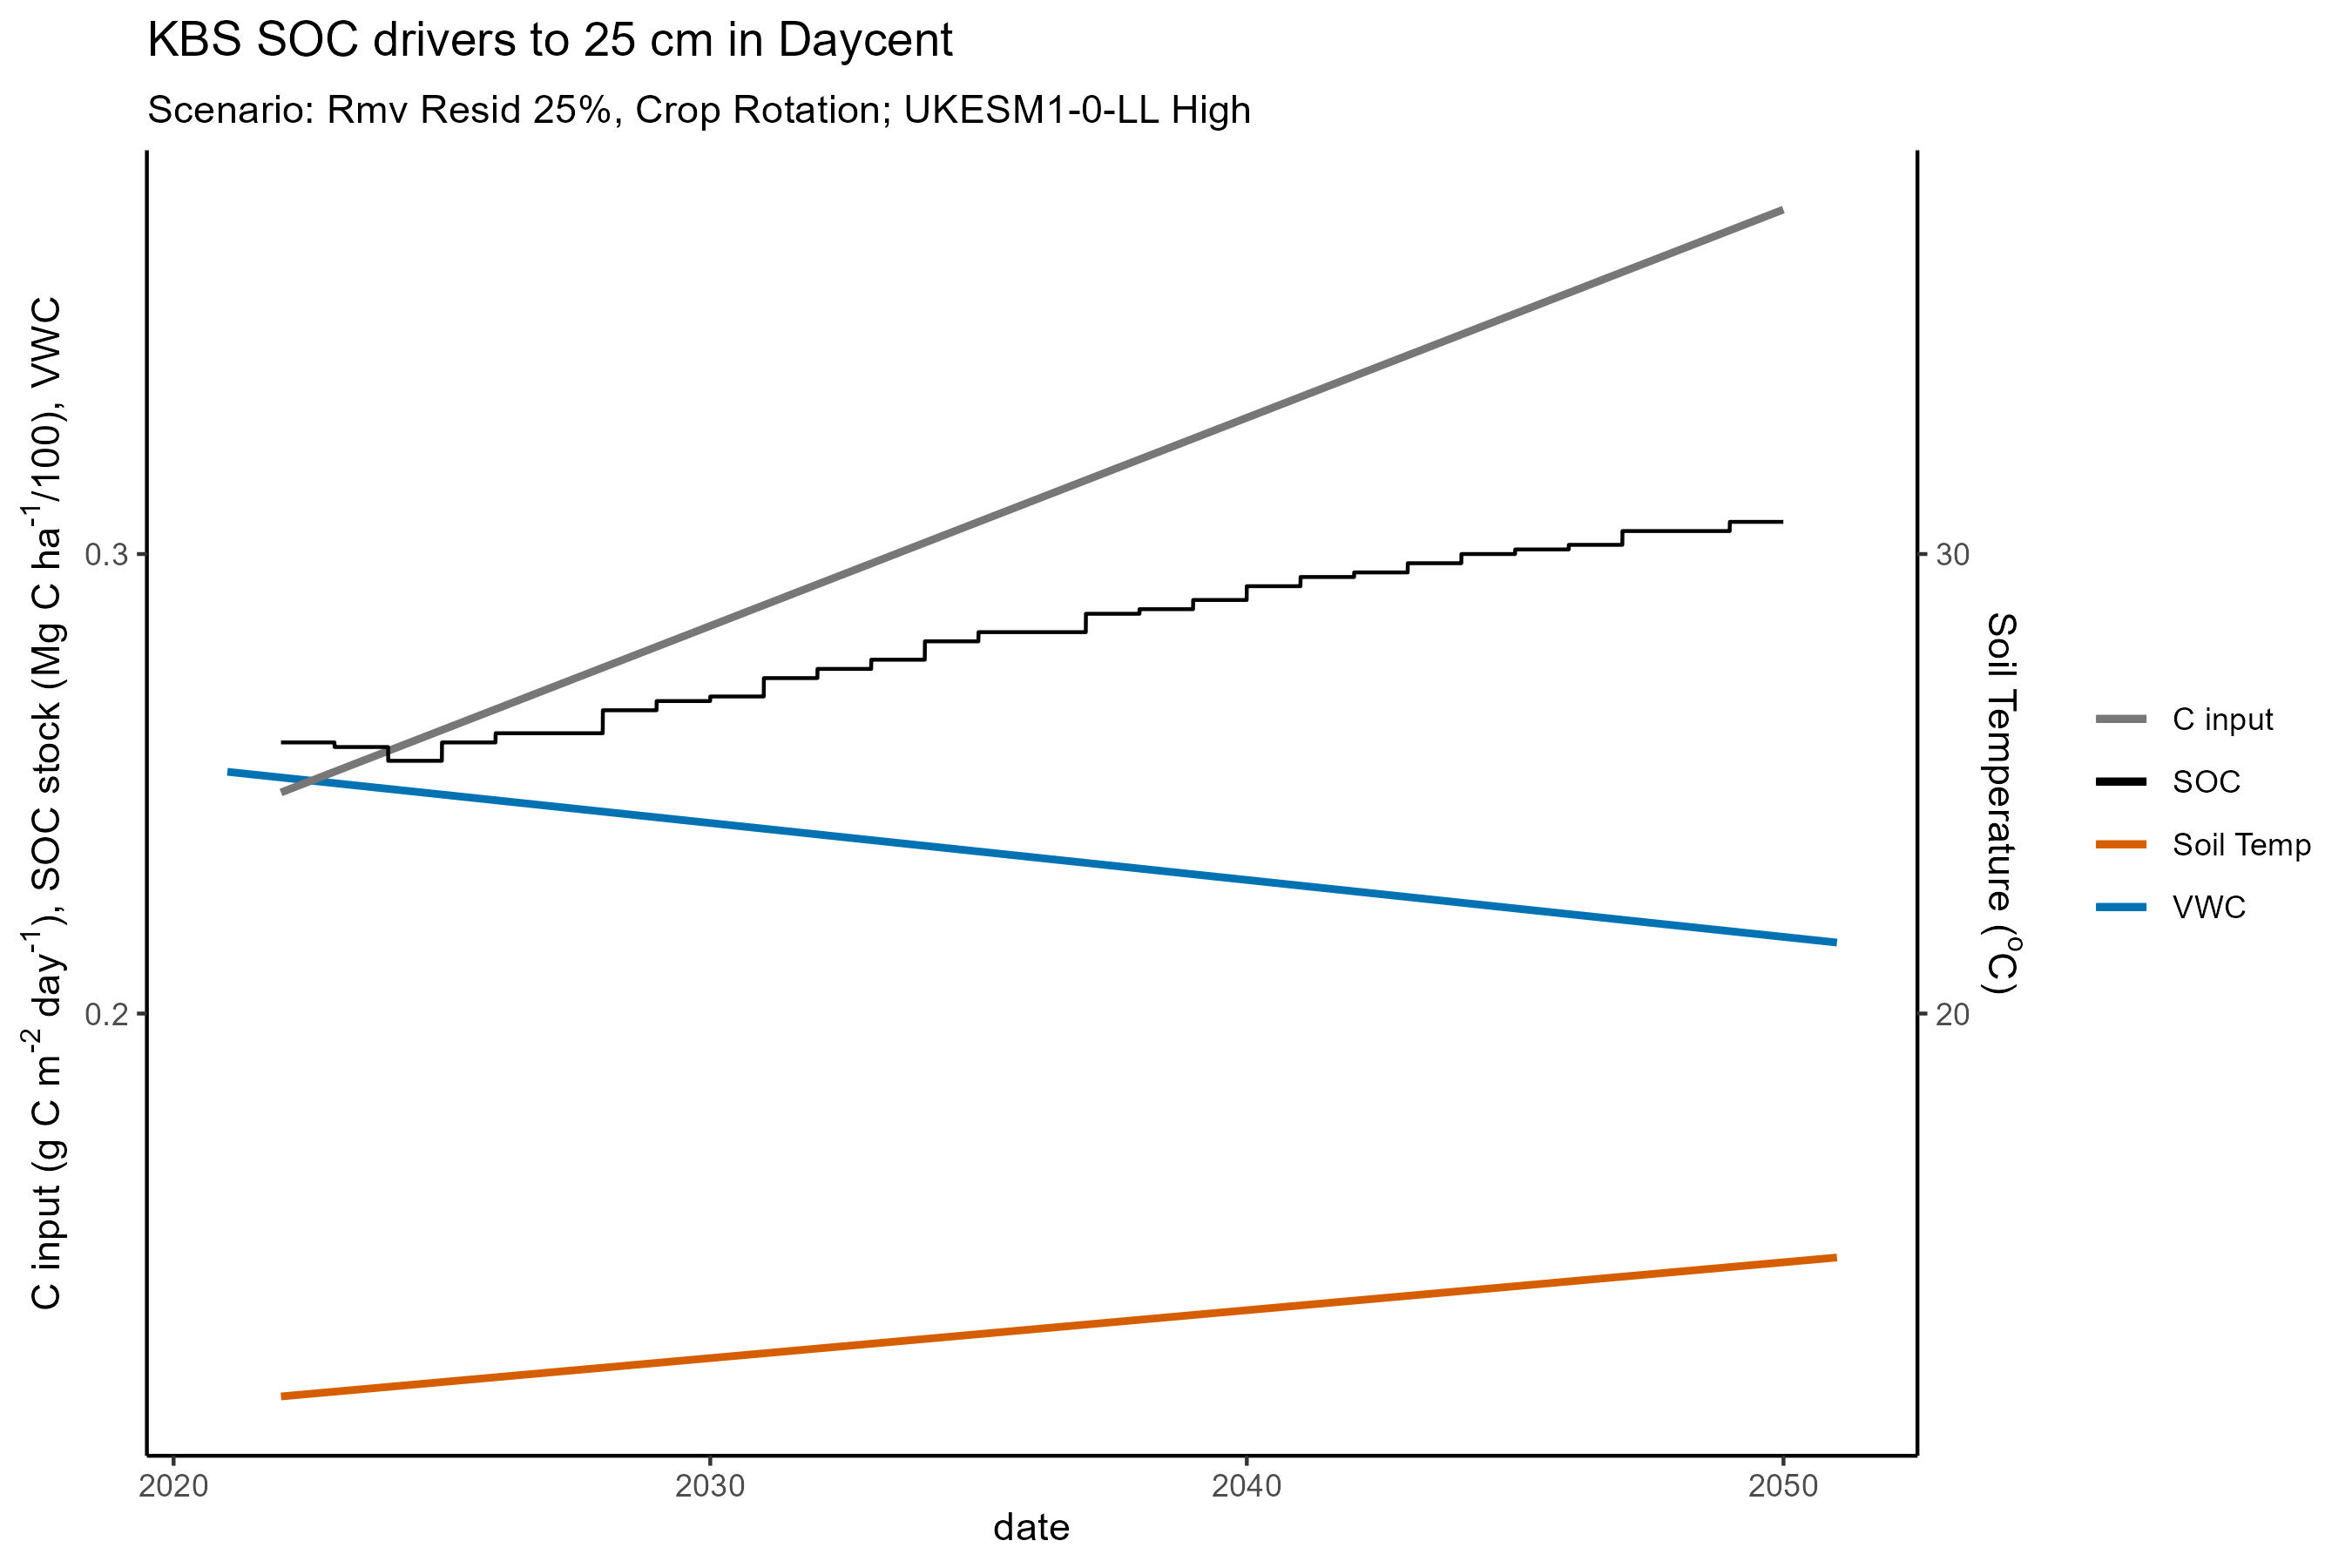 KBS SOC drivers to 25 cm in Daycent
Scenario: Rmv Resid 25%, Crop Rotation; UKESM1-0-LL High
C input (g C m⁻² day⁻¹), SOC stock (Mg C ha⁻¹/100), VWC
0.3
0.2
30
20
Soil Temperature (ºC)
C input
SOC
Soil Temp
VWC
2020 2030 2040 2050
date